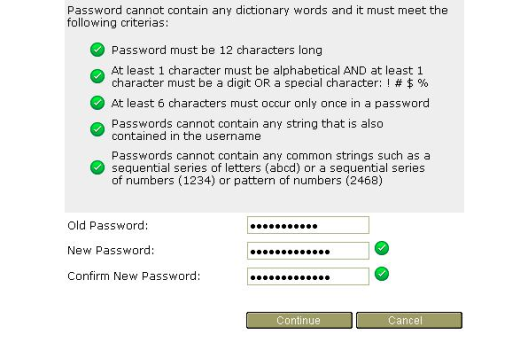 Password cannot contain any dictionary words and it must meet the
following criterias:
Password must be 12 characters long
At least 1 character must be alphabetical AND at least 1
character must be a digit OR a special character: ! # $ %
At least 6 characters must occur only once in a password
Passwords cannot contain any string that is also
contained in the username
Passwords cannot contain any common strings such as a
sequential series of letters (abcd) or a sequential series
of numbers (1234) or pattern of numbers (2468)
Old Password: •••••••••••
New Password: •••••••••••••
Confirm New Password: •••••••••••••
Continue Cancel